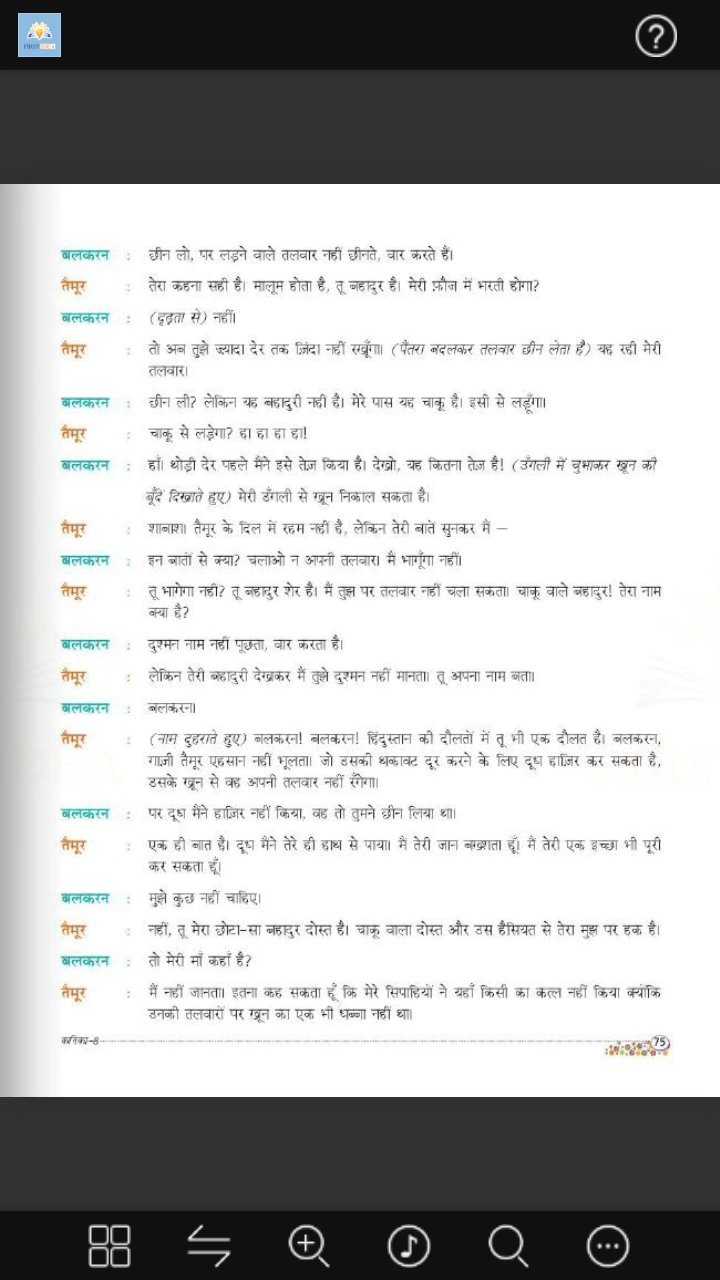 बलकरन : छीन लो, पर लड़ने वाले तलवार नहीं छीनते, वार करते हैं।
तैमूर : तेरा कहना सही है। मालूम होता है, तू बहादुर है। मेरी फ़ौज में भरती होगा?
बलकरन : (दृढ़ता से) नहीं।
तैमूर : तो अब तुझे ज़्यादा देर तक ज़िंदा नहीं रखूँगा। (पैंतरा बदलकर तलवार छीन लेता है) यह रही मेरी
तलवार।
बलकरन : छीन ली? लेकिन यह बहादुरी नहीं है। मेरे पास यह चाकू है। इसी से लड़ूँगा।
तैमूर : चाकू से लड़ेगा? हा हा हा हा!
बलकरन : हाँ। थोड़ी देर पहले मैंने इसे तेज़ किया है। देखो, यह कितना तेज़ है! (उँगली में चुभाकर खून की
बूँदें दिखाते हुए) मेरी उँगली से खून निकाल सकता है।
तैमूर : शाबाश। तैमूर के दिल में रहम नहीं है, लेकिन तेरी बातें सुनकर मैं –
बलकरन : इन बातों से क्या? चलाओ न अपनी तलवार। मैं भागूँगा नहीं।
तैमूर : तू भागेगा नहीं? तू बहादुर शेर है। मैं तुझ पर तलवार नहीं चला सकता। चाकू वाले बहादुर! तेरा नाम
क्या है?
बलकरन : दुश्मन नाम नहीं पूछता, वार करता है।
तैमूर : लेकिन तेरी बहादुरी देखकर मैं तुझे दुश्मन नहीं मानता। तू अपना नाम बता।
बलकरन : बलकरन।
तैमूर : (नाम दुहराते हुए) बलकरन! बलकरन! हिंदुस्तान की दौलतों में तू भी एक दौलत है। बलकरन,
गाज़ी तैमूर एहसान नहीं भूलता। जो उसकी थकावट दूर करने के लिए दूध हाज़िर कर सकता है,
उसके खून से वह अपनी तलवार नहीं रँगेगा।
बलकरन : पर दूध मैंने हाज़िर नहीं किया, वह तो तुमने छीन लिया था।
तैमूर : एक ही बात है। दूध मैंने तेरे ही हाथ से पाया। मैं तेरी जान बख्शता हूँ। मैं तेरी एक इच्छा भी पूरी
कर सकता हूँ।
बलकरन : मुझे कुछ नहीं चाहिए।
तैमूर : नहीं, तू मेरा छोटा-सा बहादुर दोस्त है। चाकू वाला दोस्त और उस हैसियत से तेरा मुझ पर हक है।
बलकरन : तो मेरी माँ कहाँ है?
तैमूर : मैं नहीं जानता। इतना कह सकता हूँ कि मेरे सिपाहियों ने यहाँ किसी का कत्ल नहीं किया क्योंकि
उनकी तलवारों पर खून का एक भी धब्बा नहीं था।
कनिका-8 75